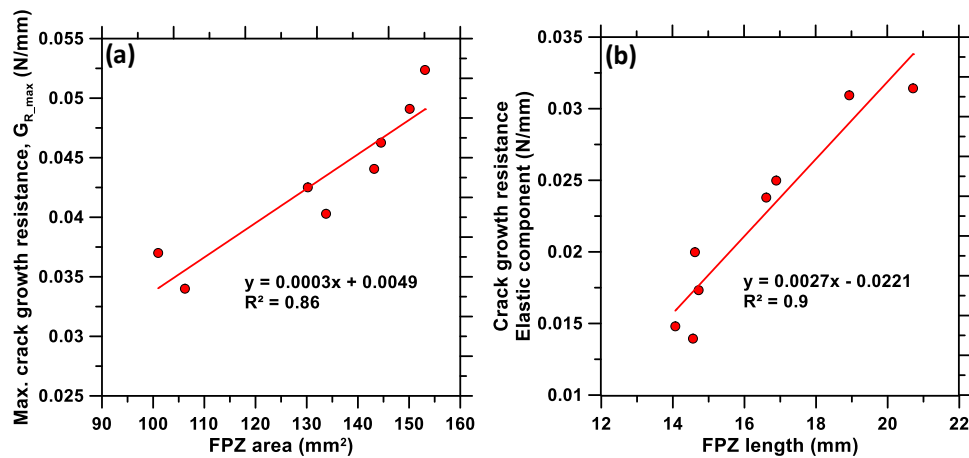 (a)
Max. crack growth resistance, G_R_max (N/mm)
0.055
0.05
0.045
0.04
0.035
0.03
0.025
y = 0.0003x + 0.0049
R² = 0.86
90 100 110 120 130 140 150 160
FPZ area (mm²)
(b)
Crack growth resistance
Elastic component (N/mm)
0.035
0.03
0.025
0.02
0.015
0.01
y = 0.0027x - 0.0221
R² = 0.9
12 14 16 18 20 22
FPZ length (mm)